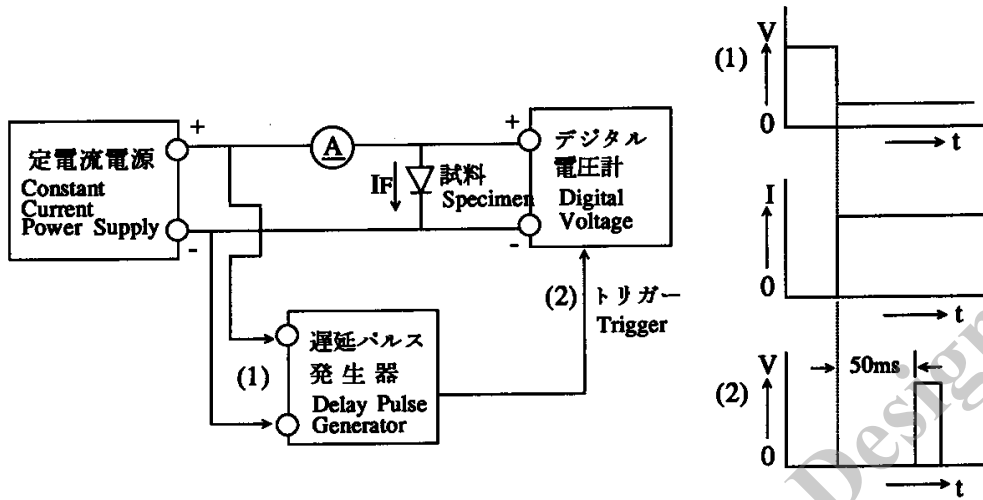 +
定電流電源
Constant
Current
Power Supply
-
A
IF
試料
Specimen
+
デジタル
電圧計
Digital
Voltage
-
(2) トリガー
Trigger
(1)
遅延パルス
発生器
Delay Pulse
Generator
(1)
V
0
t
I
0
t
(2)
V
50ms
0
t
Design